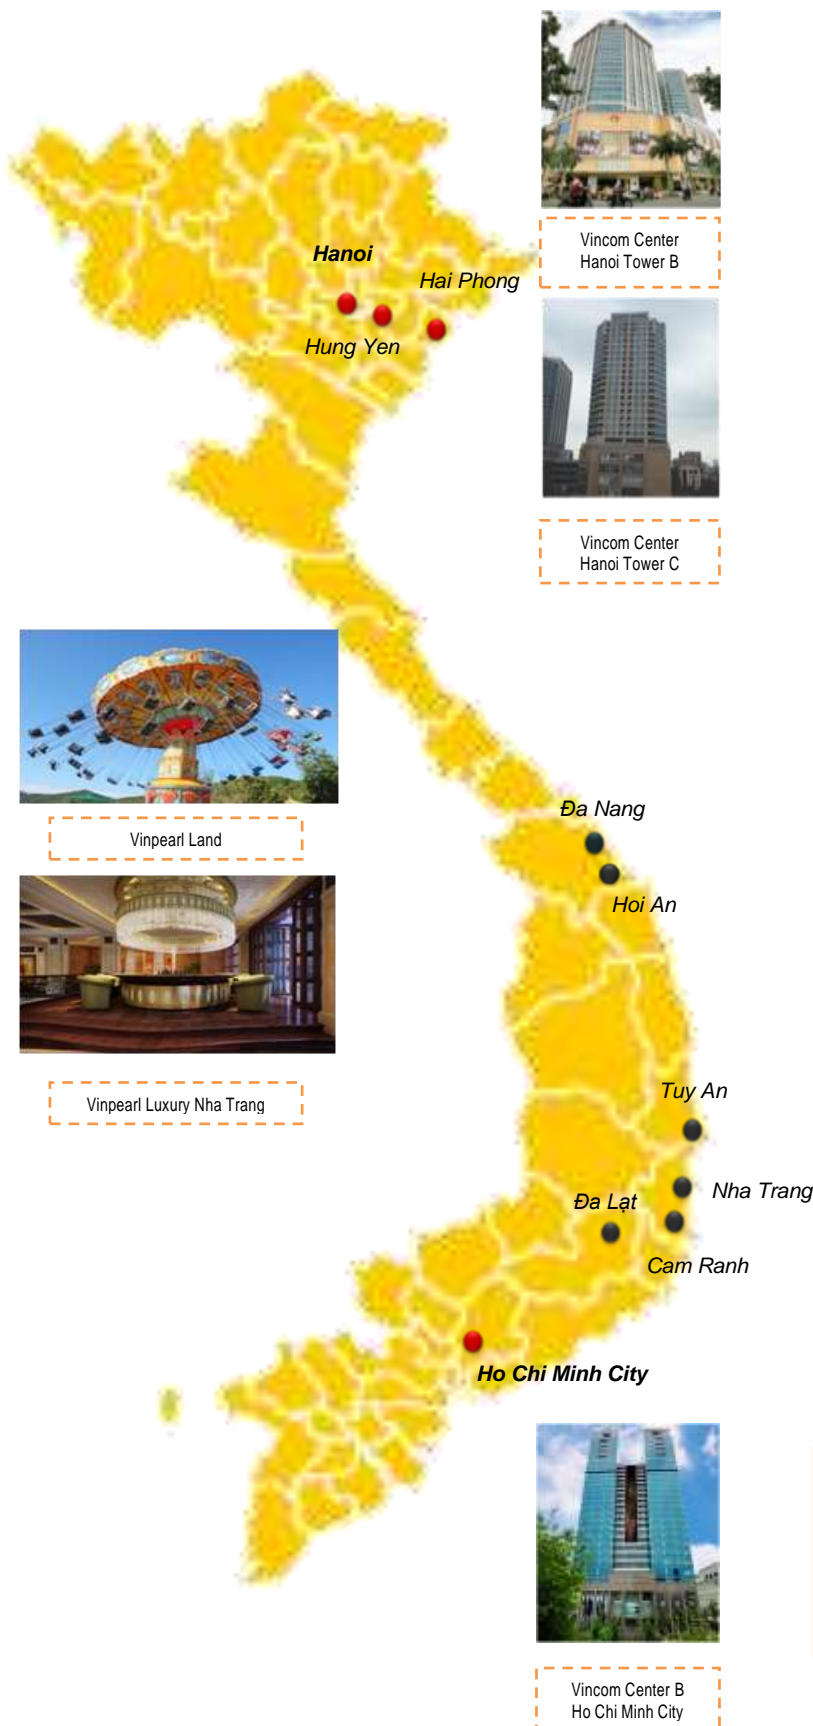 Vincom Center
Hanoi Tower B
Hanoi
Hai Phong
Hung Yen
Vincom Center
Hanoi Tower C
Vinpearl Land
Đa Nang
Hoi An
Vinpearl Luxury Nha Trang
Tuy An
Nha Trang
Đa Lạt
Cam Ranh
Ho Chi Minh City
Vincom Center B
Ho Chi Minh City